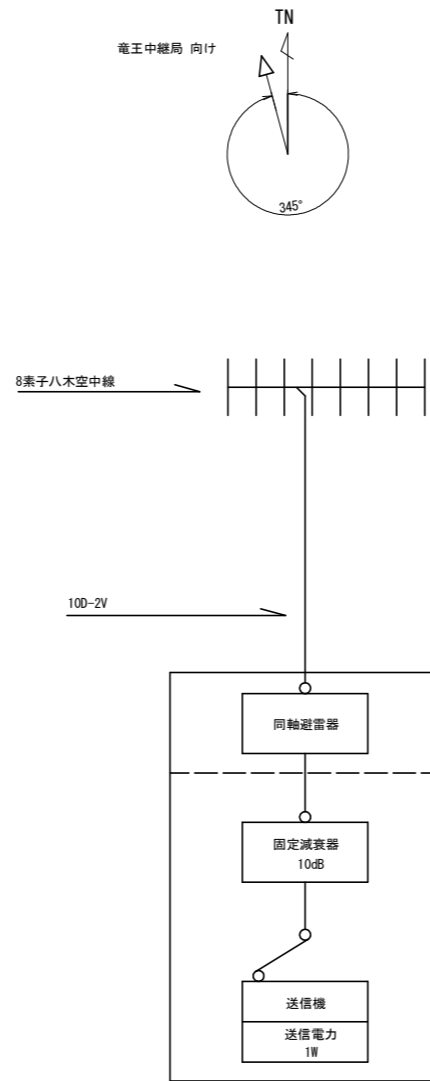 TN
竜王中継局 向け
345°
8素子八木空中線
10D-2V
同軸避雷器
固定減衰器
10dB
送信機
送信電力
1W